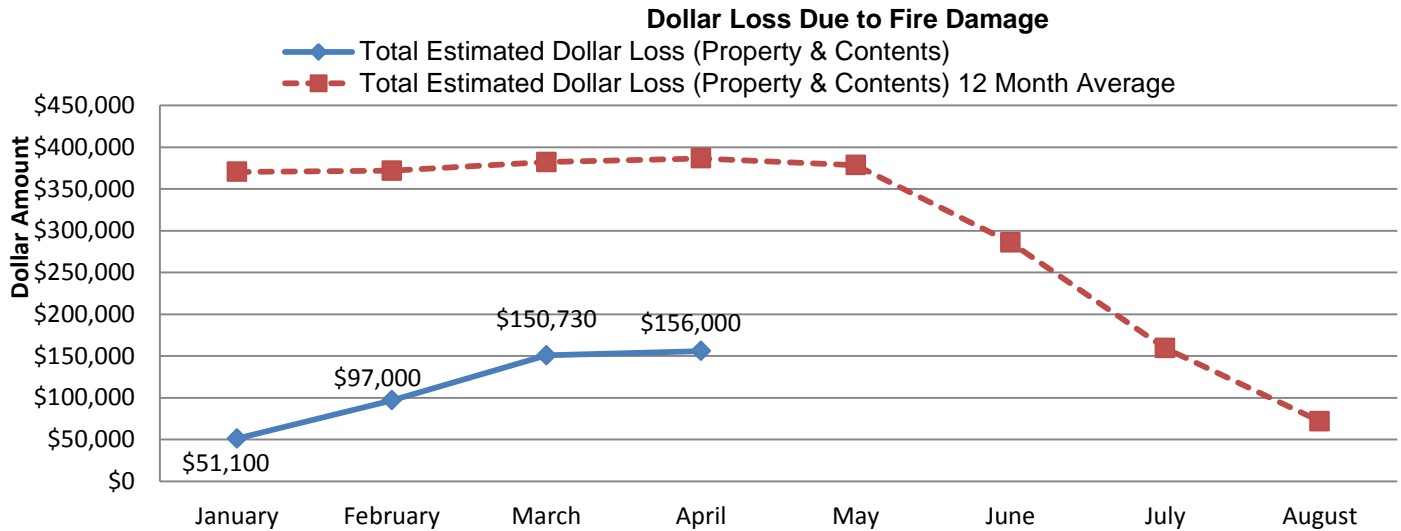 Dollar Loss Due to Fire Damage
Total Estimated Dollar Loss (Property & Contents)
Total Estimated Dollar Loss (Property & Contents) 12 Month Average
Dollar Amount
$450,000
$400,000
$350,000
$300,000
$250,000
$200,000
$150,000
$100,000
$50,000
$0
$51,100
$97,000
$150,730
$156,000
January February March April May June July August